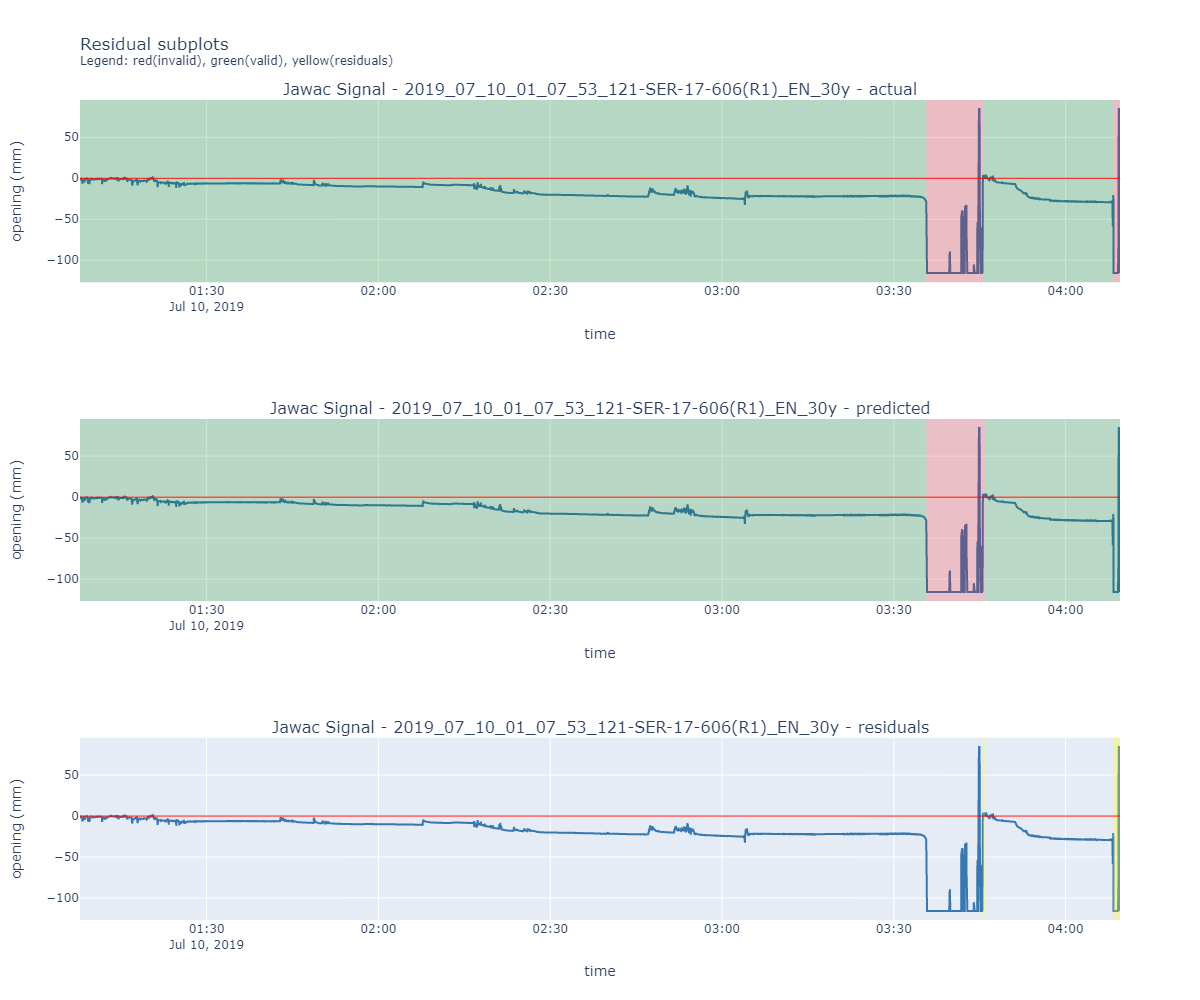 Residual subplots
Legend: red(invalid), green(valid), yellow(residuals)
Jawac Signal - 2019_07_10_01_07_53_121-SER-17-606(R1)_EN_30y - actual
opening (mm)
50
0
−50
−100
01:30
Jul 10, 2019
02:00
02:30
03:00
03:30
04:00
time
Jawac Signal - 2019_07_10_01_07_53_121-SER-17-606(R1)_EN_30y - predicted
opening (mm)
50
0
−50
−100
01:30
Jul 10, 2019
02:00
02:30
03:00
03:30
04:00
time
Jawac Signal - 2019_07_10_01_07_53_121-SER-17-606(R1)_EN_30y - residuals
opening (mm)
50
0
−50
−100
01:30
Jul 10, 2019
02:00
02:30
03:00
03:30
04:00
time